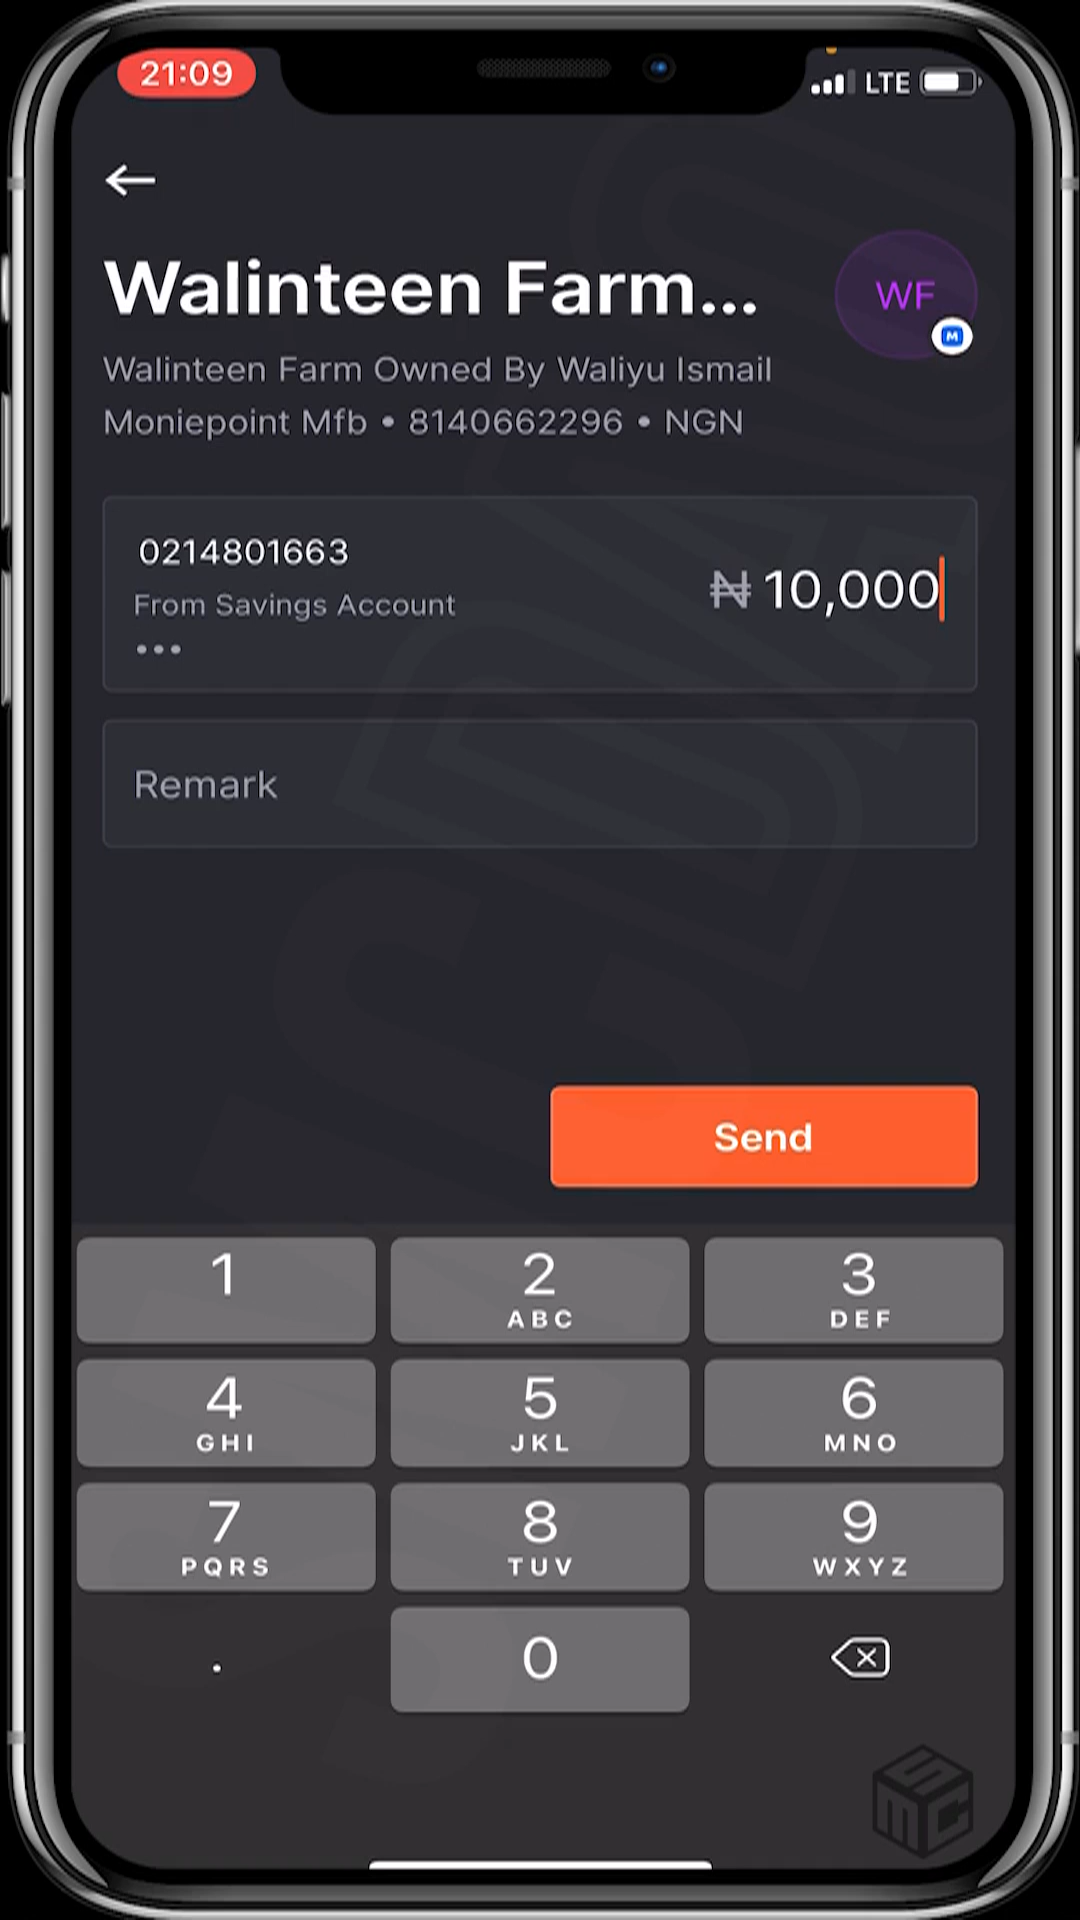 21:09
LTE
Walinteen Farm...
WF
M
Walinteen Farm Owned By Waliyu Ismail
Moniepoint Mfb • 8140662296 • NGN
0214801663
₦ 10,000
From Savings Account
•••
Remark
Send
1
2
ABC
3
DEF
4
GHI
5
JKL
6
MNO
7
PQRS
8
TUV
9
WXYZ
.
0